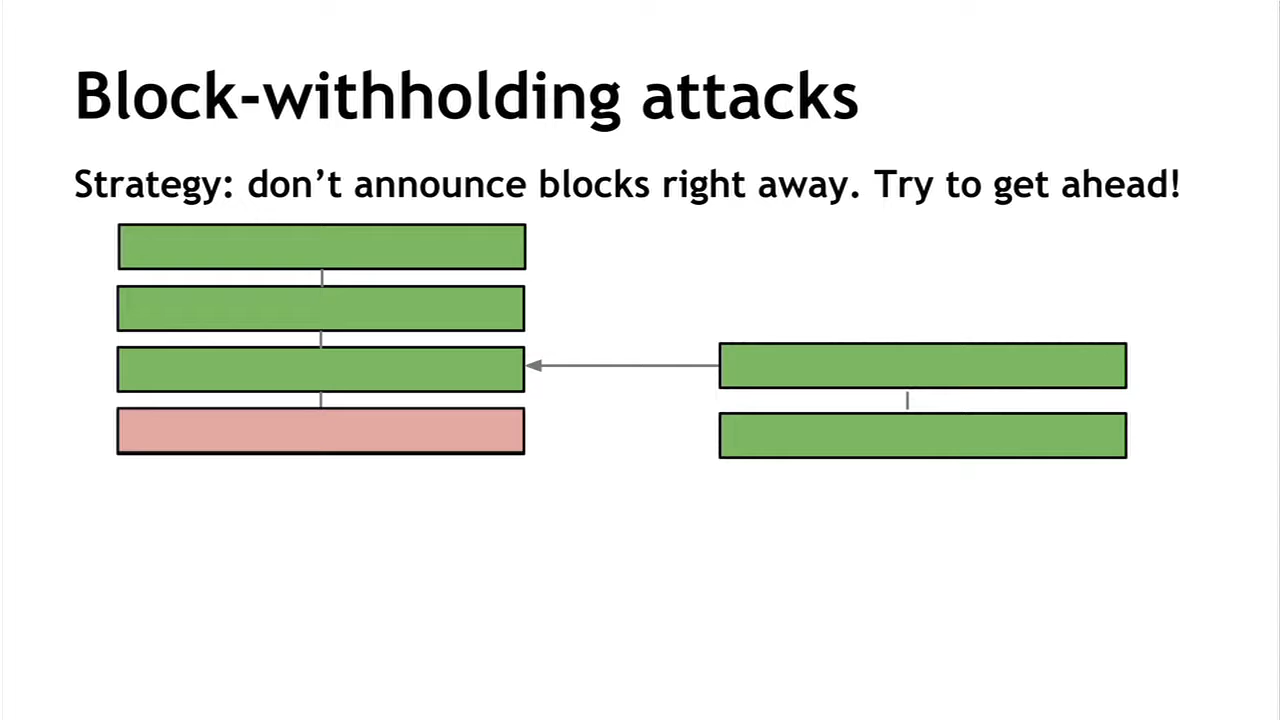 Block-withholding attacks
Strategy: don’t announce blocks right away. Try to get ahead!